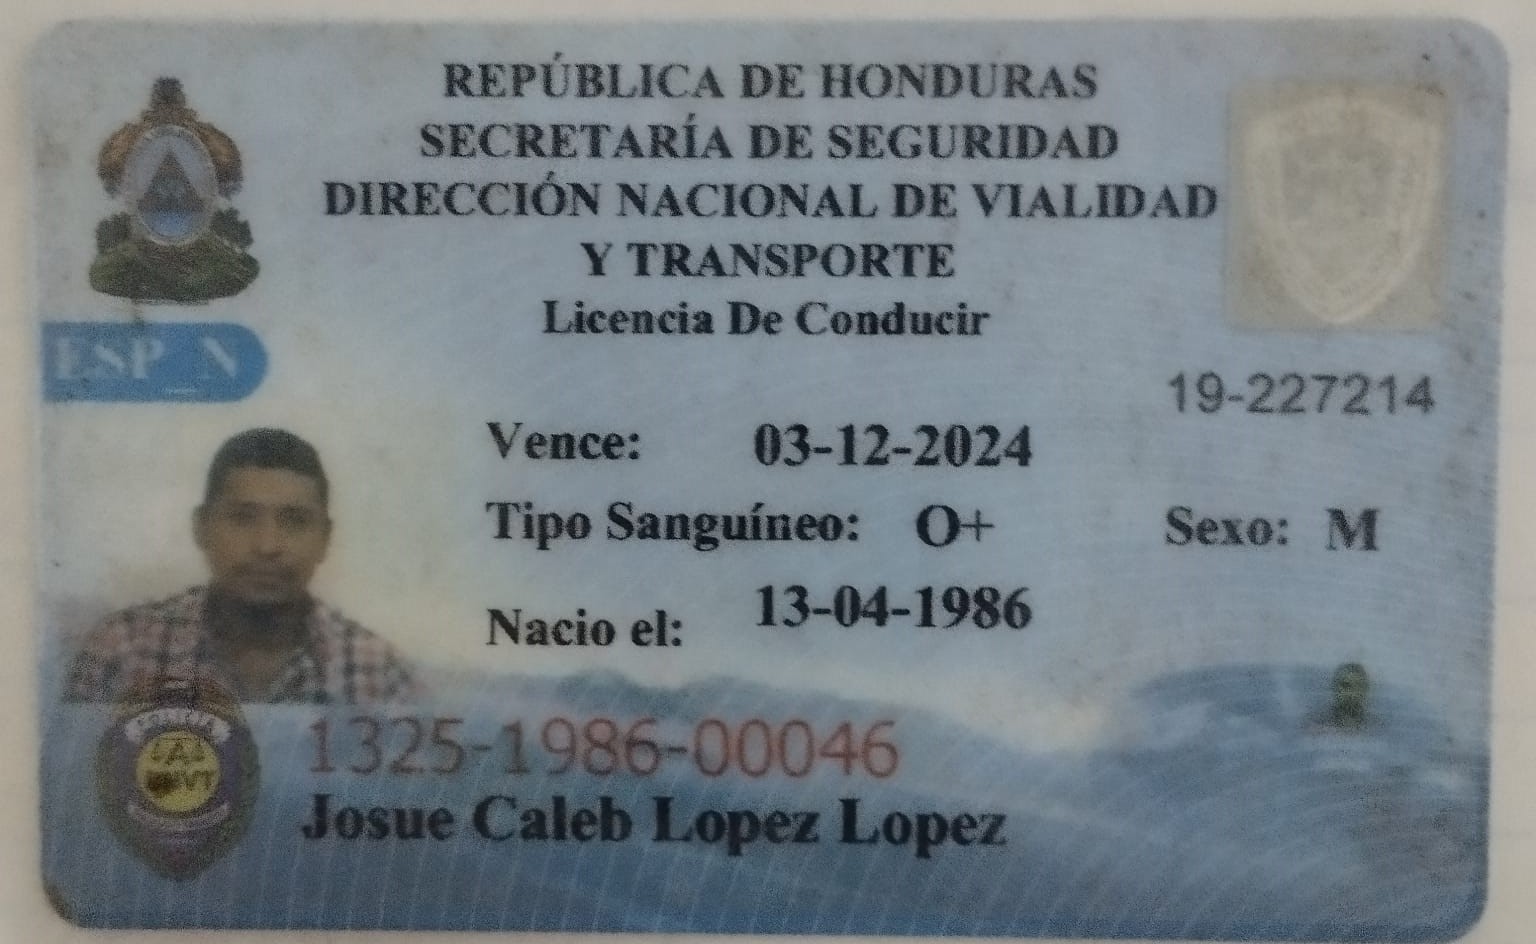 REPÚBLICA DE HONDURAS
SECRETARÍA DE SEGURIDAD
DIRECCIÓN NACIONAL DE VIALIDAD
Y TRANSPORTE
Licencia De Conducir
ESP_N
19-227214
Vence: 03-12-2024
Tipo Sanguíneo: O+ Sexo: M
Nacio el: 13-04-1986
1325-1986-00046
Josue Caleb Lopez Lopez